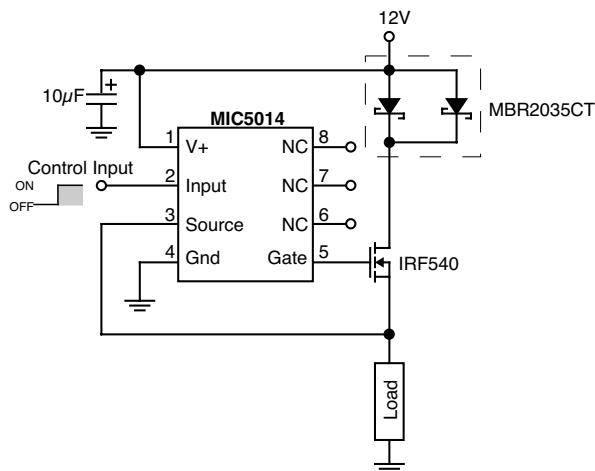 12V
10µF
+
MBR2035CT
MIC5014
1 V+ NC 8
Control Input
ON
OFF
2 Input NC 7
3 Source NC 6
4 Gnd Gate 5
IRF540
Load